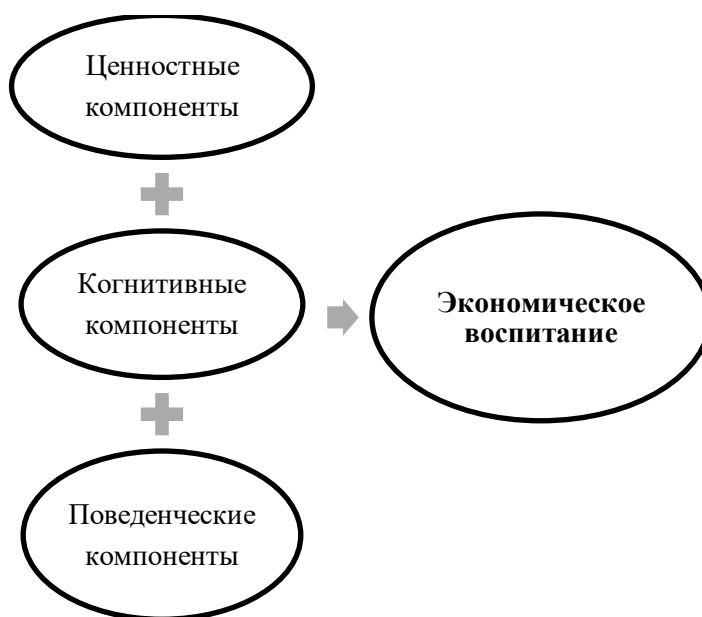 Ценностные
компоненты
Когнитивные
компоненты
Экономическое
воспитание
Поведенческие
компоненты